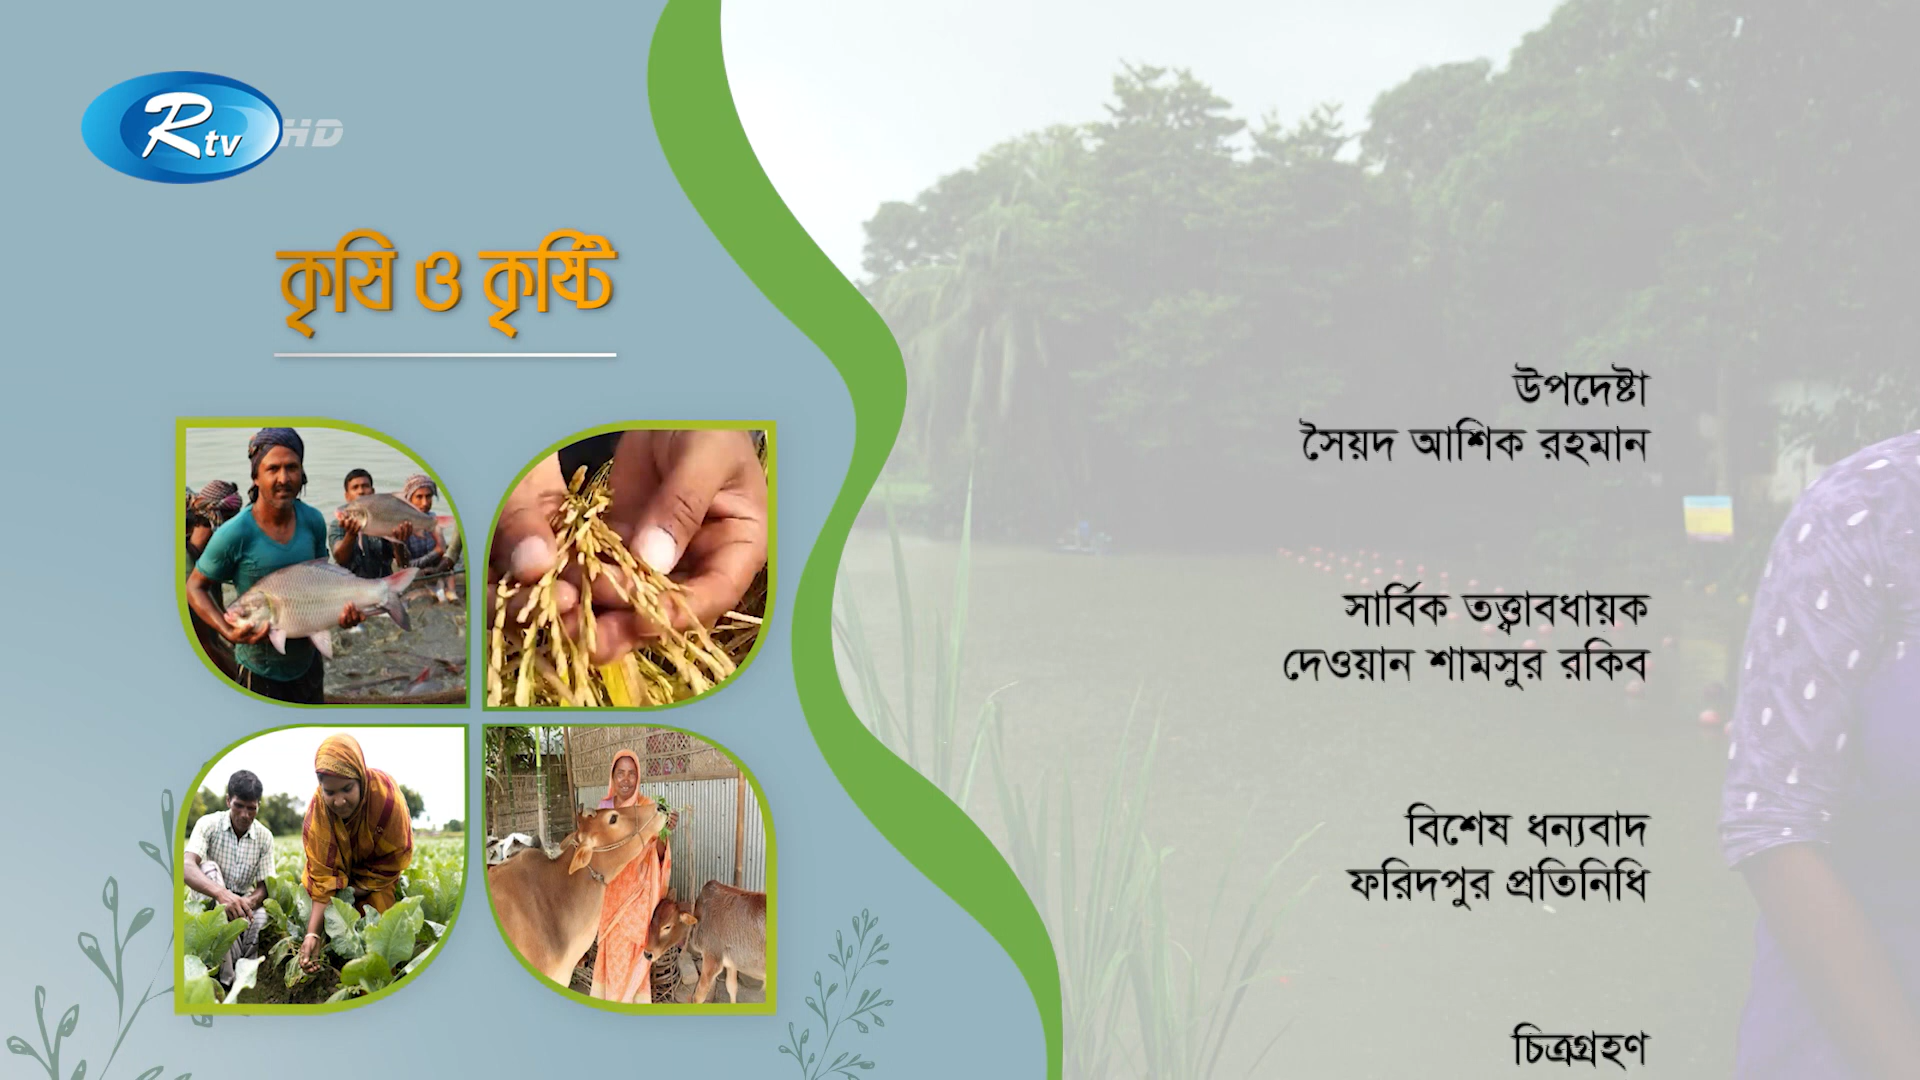 Rtv HD
কৃষি ও কৃষ্টি
উপদেষ্টা
সৈয়দ আশিক রহমান
সার্বিক তত্ত্বাবধায়ক
দেওয়ান শামসুর রকিব
বিশেষ ধন্যবাদ
ফরিদপুর প্রতিনিধি
চিত্রগ্রহণ